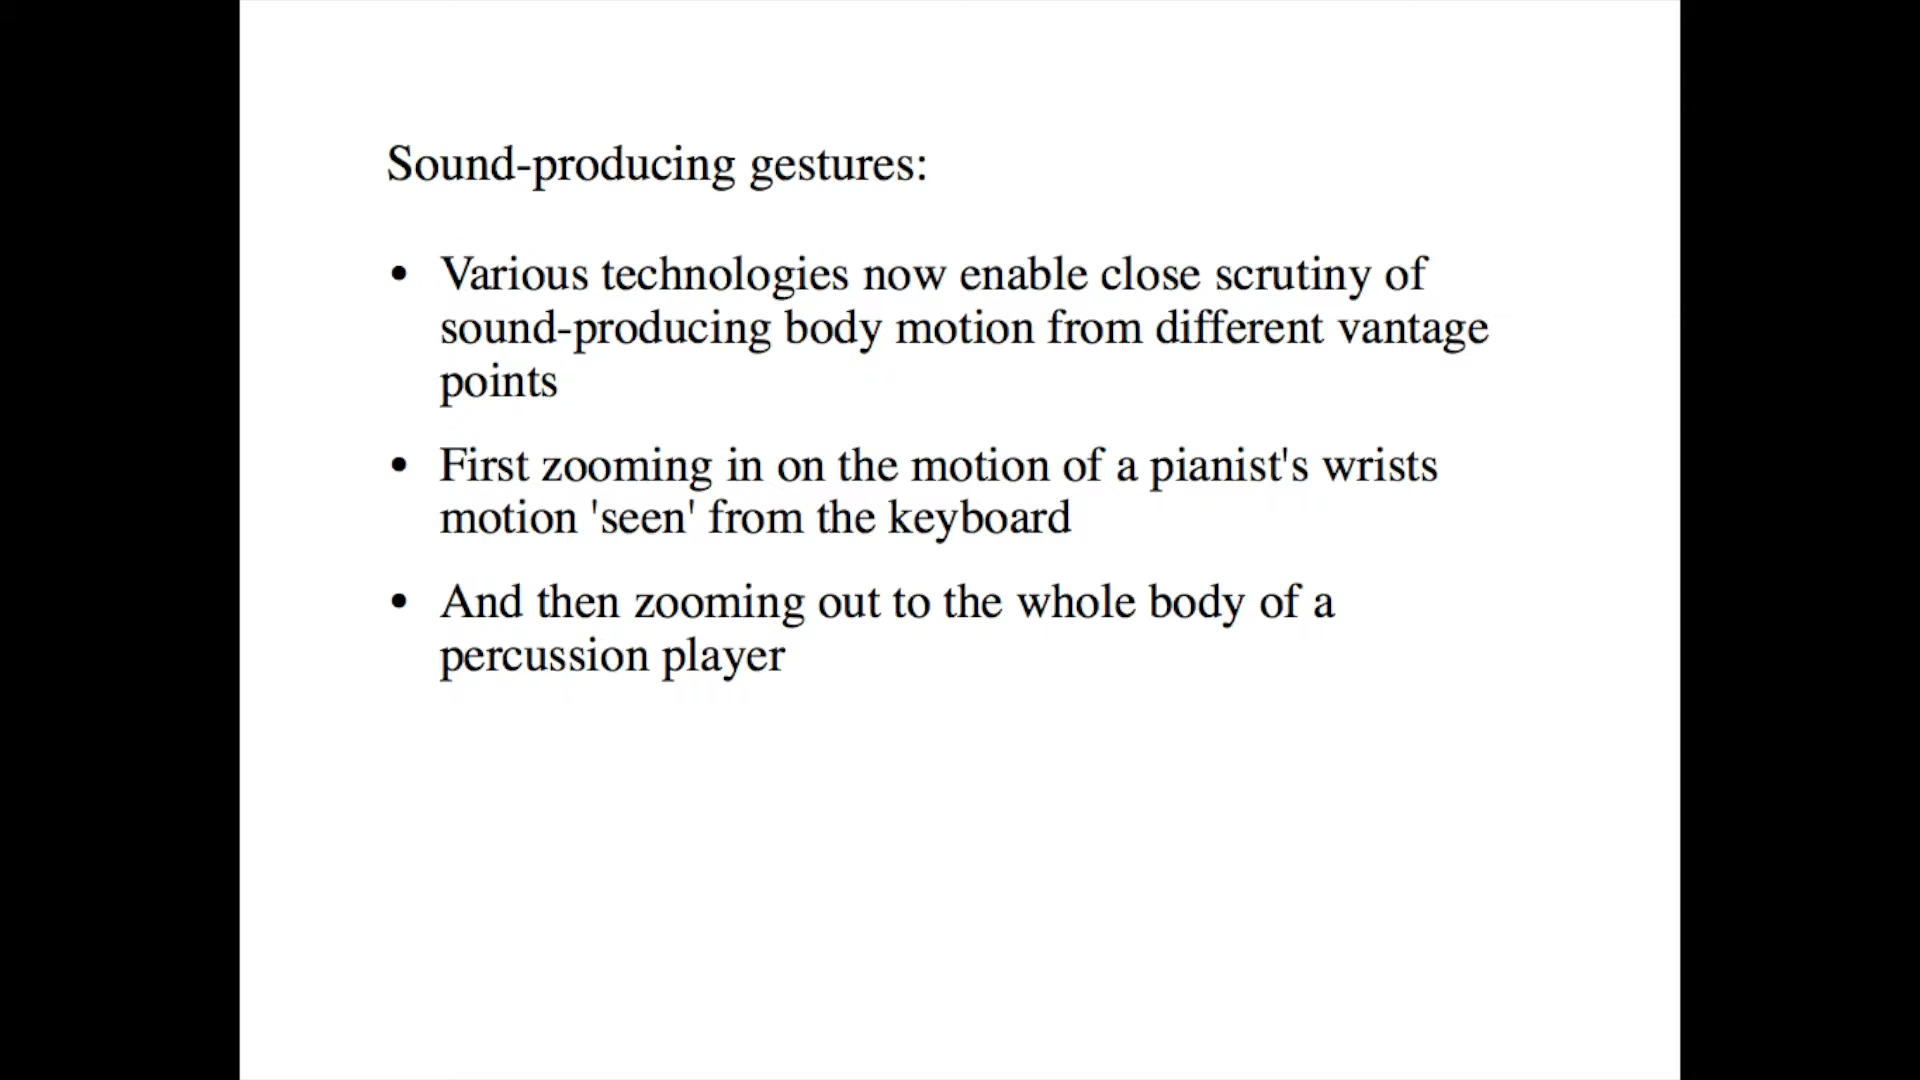 Sound-producing gestures:
• Various technologies now enable close scrutiny of
sound-producing body motion from different vantage
points
• First zooming in on the motion of a pianist's wrists
motion 'seen' from the keyboard
• And then zooming out to the whole body of a
percussion player